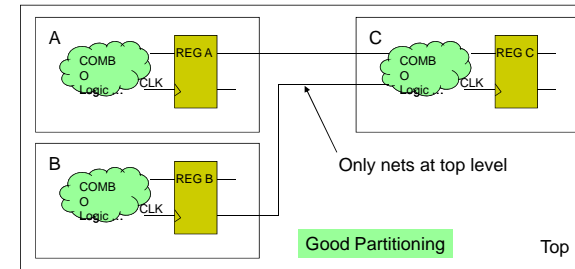 A
COMB
O
Logic ...
CLK
REG A
C
COMB
O
Logic ...
CLK
REG C
B
COMB
O
Logic ...
CLK
REG B
Only nets at top level
Good Partitioning
Top